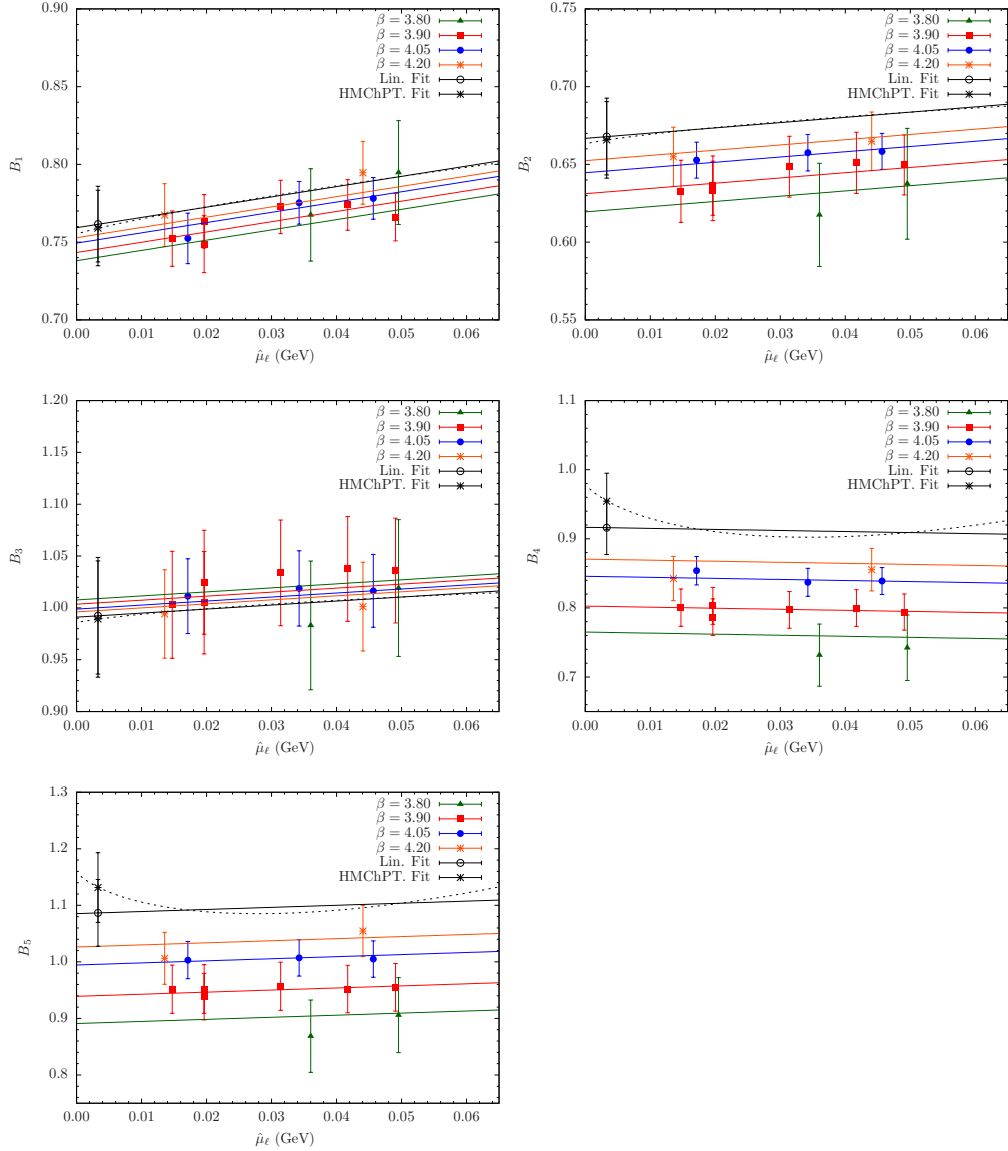 0.90
0.85
0.80
0.75
0.70
B₁
0.00 0.01 0.02 0.03 0.04 0.05 0.06
μ̂ℓ (GeV)
β = 3.80
β = 3.90
β = 4.05
β = 4.20
Lin. Fit
HMChPT. Fit
0.75
0.70
0.65
0.60
0.55
B₂
0.00 0.01 0.02 0.03 0.04 0.05 0.06
μ̂ℓ (GeV)
β = 3.80
β = 3.90
β = 4.05
β = 4.20
Lin. Fit
HMChPT. Fit
1.20
1.15
1.10
1.05
1.00
0.95
0.90
B₃
0.00 0.01 0.02 0.03 0.04 0.05 0.06
μ̂ℓ (GeV)
β = 3.80
β = 3.90
β = 4.05
β = 4.20
Lin. Fit
HMChPT. Fit
1.1
1.0
0.9
0.8
0.7
B₄
0.00 0.01 0.02 0.03 0.04 0.05 0.06
μ̂ℓ (GeV)
β = 3.80
β = 3.90
β = 4.05
β = 4.20
Lin. Fit
HMChPT. Fit
1.3
1.2
1.1
1.0
0.9
0.8
B₅
0.00 0.01 0.02 0.03 0.04 0.05 0.06
μ̂ℓ (GeV)
β = 3.80
β = 3.90
β = 4.05
β = 4.20
Lin. Fit
HMChPT. Fit